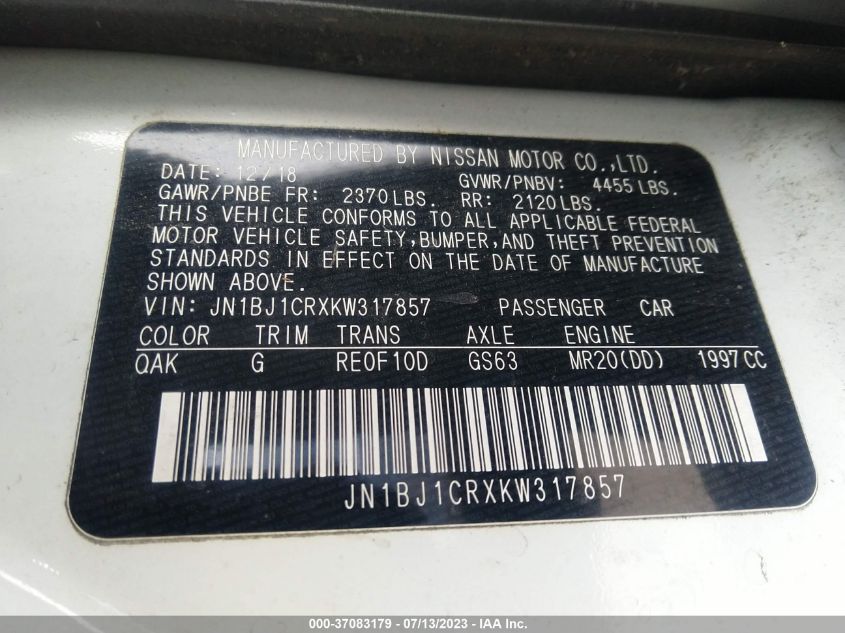 MANUFACTURED BY NISSAN MOTOR CO.,LTD.
DATE: 12/18 GVWR/PNBV: 4455 LBS.
GAWR/PNBE FR: 2370 LBS. RR: 2120 LBS.
THIS VEHICLE CONFORMS TO ALL APPLICABLE FEDERAL
MOTOR VEHICLE SAFETY, BUMPER, AND THEFT PREVENTION
STANDARDS IN EFFECT ON THE DATE OF MANUFACTURE
SHOWN ABOVE.
VIN: JN1BJ1CRXKW317857 PASSENGER CAR
COLOR TRIM TRANS AXLE ENGINE
QAK G RE0F10D GS63 MR20(DD) 1997 CC
JN1BJ1CRXKW317857
000-37083179 / 07/13/2023 - © IAA Inc.